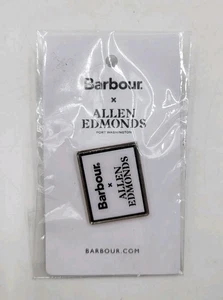 Barbour.
×
ALLEN
EDMONDS
PORT WASHINGTON
Barbour.
×
ALLEN
EDMONDS
BARBOUR.COM